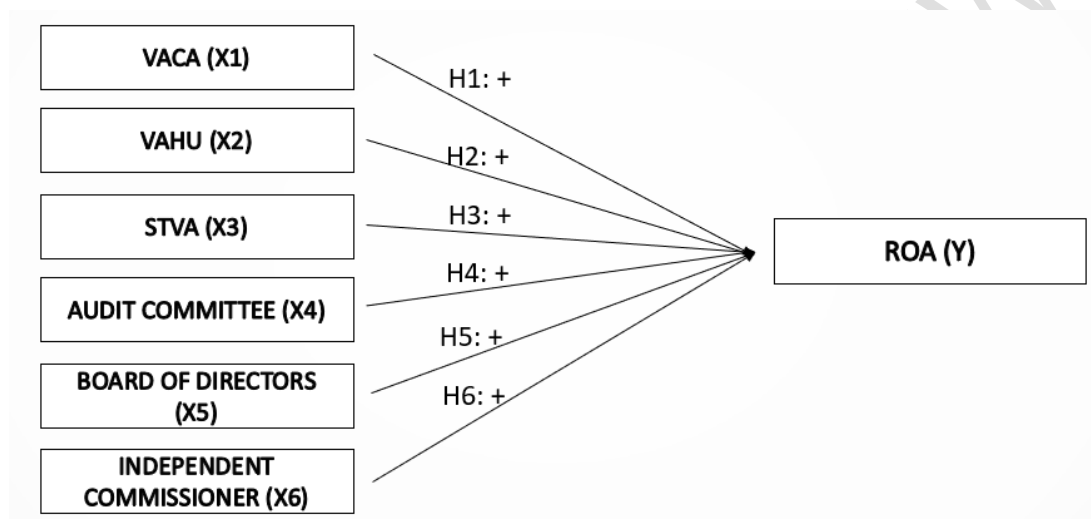 VACA (X1)
H1: +
VAHU (X2)
H2: +
STVA (X3)
H3: +
ROA (Y)
H4: +
AUDIT COMMITTEE (X4)
H5: +
BOARD OF DIRECTORS
(X5)
H6: +
INDEPENDENT
COMMISSIONER (X6)